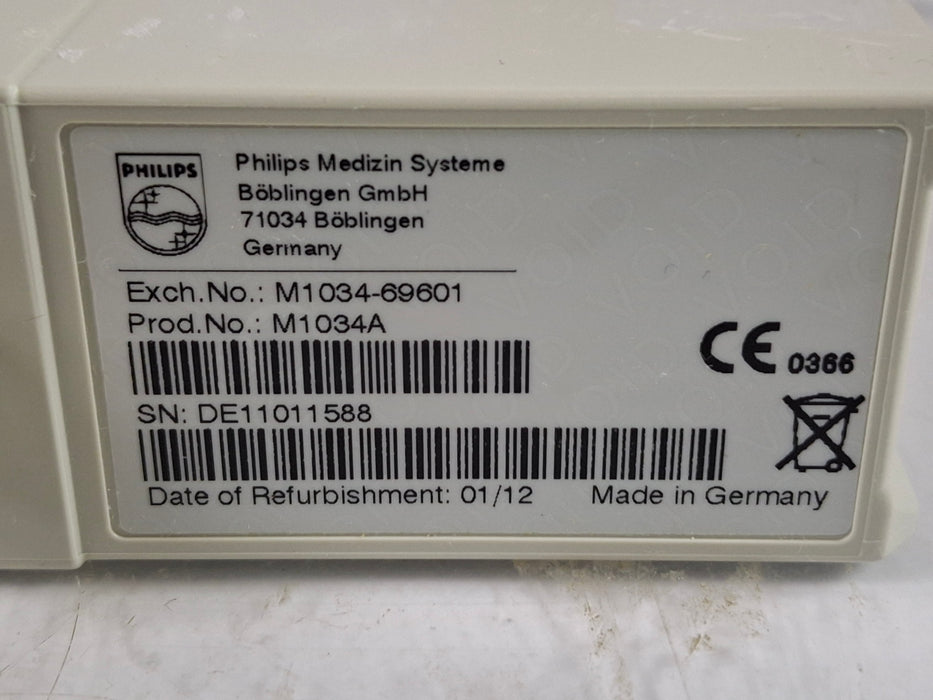 PHILIPS
Philips Medizin Systeme
Böblingen GmbH
71034 Böblingen
Germany
Exch.No.: M1034-69601
Prod.No.: M1034A
CE 0366
SN: DE11011588
Date of Refurbishment: 01/12 Made in Germany